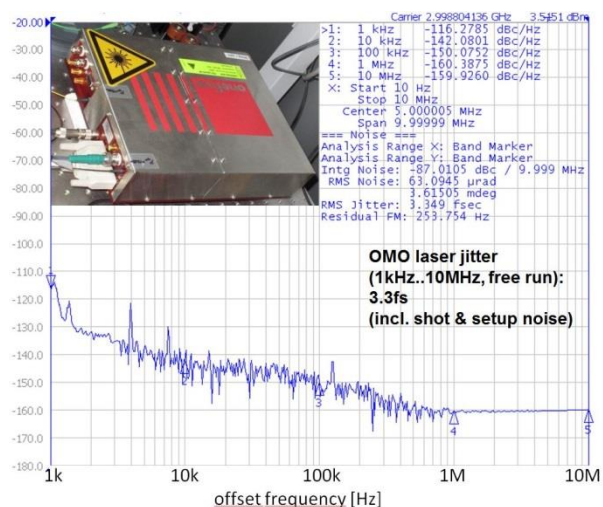 Carrier 2.998804136 GHz 3.5451 dBm
>1: 1 kHz -116.2785 dBc/Hz
2: 10 kHz -142.0801 dBc/Hz
3: 100 kHz -150.0752 dBc/Hz
4: 1 MHz -160.3875 dBc/Hz
5: 10 MHz -159.9260 dBc/Hz
X: Start 10 Hz
Stop 10 MHz
Center 5.000005 MHz
Span 9.99999 MHz
=== Noise ===
Analysis Range X: Band Marker
Analysis Range Y: Band Marker
Intg Noise: -87.0105 dBc / 9.999 MHz
RMS Noise: 63.0945 µrad
3.61505 mdeg
RMS Jitter: 3.349 fsec
Residual FM: 253.754 Hz
OMO laser jitter
(1kHz..10MHz, free run):
3.3fs
(incl. shot & setup noise)
-20.00
-30.00
-40.00
-50.00
-60.00
-70.00
-80.00
-90.00
-100.0
-110.0
-120.0
-130.0
-140.0
-150.0
-160.0
-170.0
-180.0
1
2
3
4
5
1k 10k 100k 1M 10M
offset frequency [Hz]